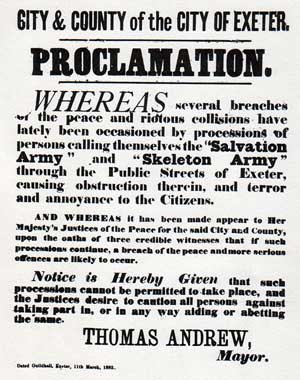 CITY & COUNTY of the CITY OF EXETER.
PROCLAMATION.
WHEREAS several breaches
of the peace and riotous collisions have
lately been occasioned by processions of
persons calling themselves the "Salvation
Army" and "Skeleton Army"
through the Public Streets of Exeter,
causing obstruction therein, and terror
and annoyance to the Citizens.
AND WHEREAS it has been made appear to Her
Majesty's Justices of the Peace for the said City and County,
upon the oaths of three credible witnesses that if such
processions continue, a breach of the peace and more serious
offences are likely to occur.
Notice is Hereby Given that such
processions cannot be permitted to take place, and
the Justices desire to caution all persons against
taking part in, or in any way aiding or abetting
the same.
THOMAS ANDREW,
Mayor.
Dated Guildhall, Exeter, 11th March, 1882.